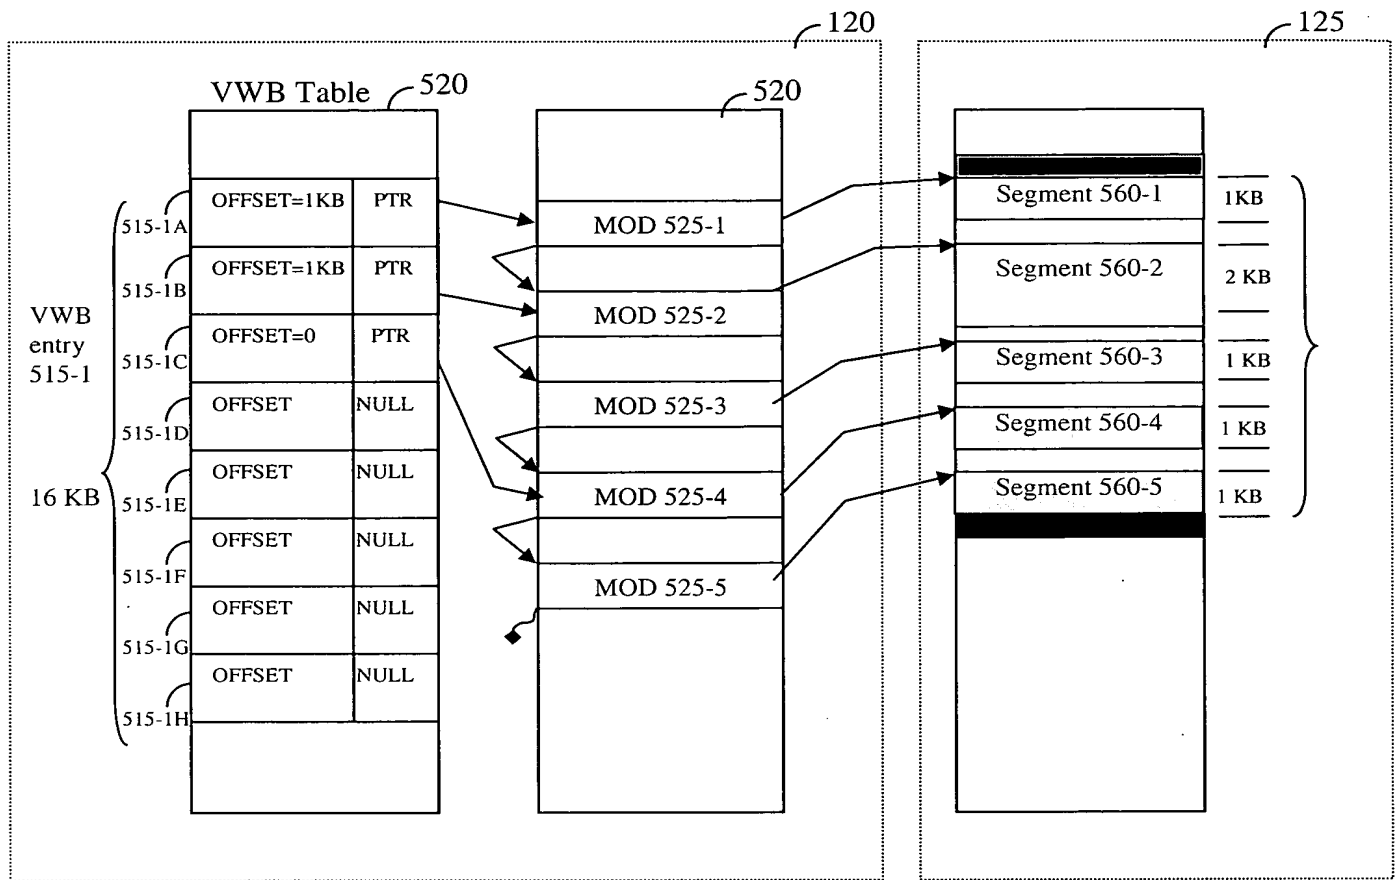 120
125
VWB Table
520
520
OFFSET=1KB PTR
515-1A
OFFSET=1KB PTR
515-1B
OFFSET=0 PTR
515-1C
OFFSET NULL
515-1D
OFFSET NULL
515-1E
OFFSET NULL
515-1F
OFFSET NULL
515-1G
OFFSET NULL
515-1H
VWB
entry
515-1
16 KB
MOD 525-1
MOD 525-2
MOD 525-3
MOD 525-4
MOD 525-5
Segment 560-1
1KB
Segment 560-2
2 KB
Segment 560-3
1 KB
Segment 560-4
1 KB
Segment 560-5
1 KB